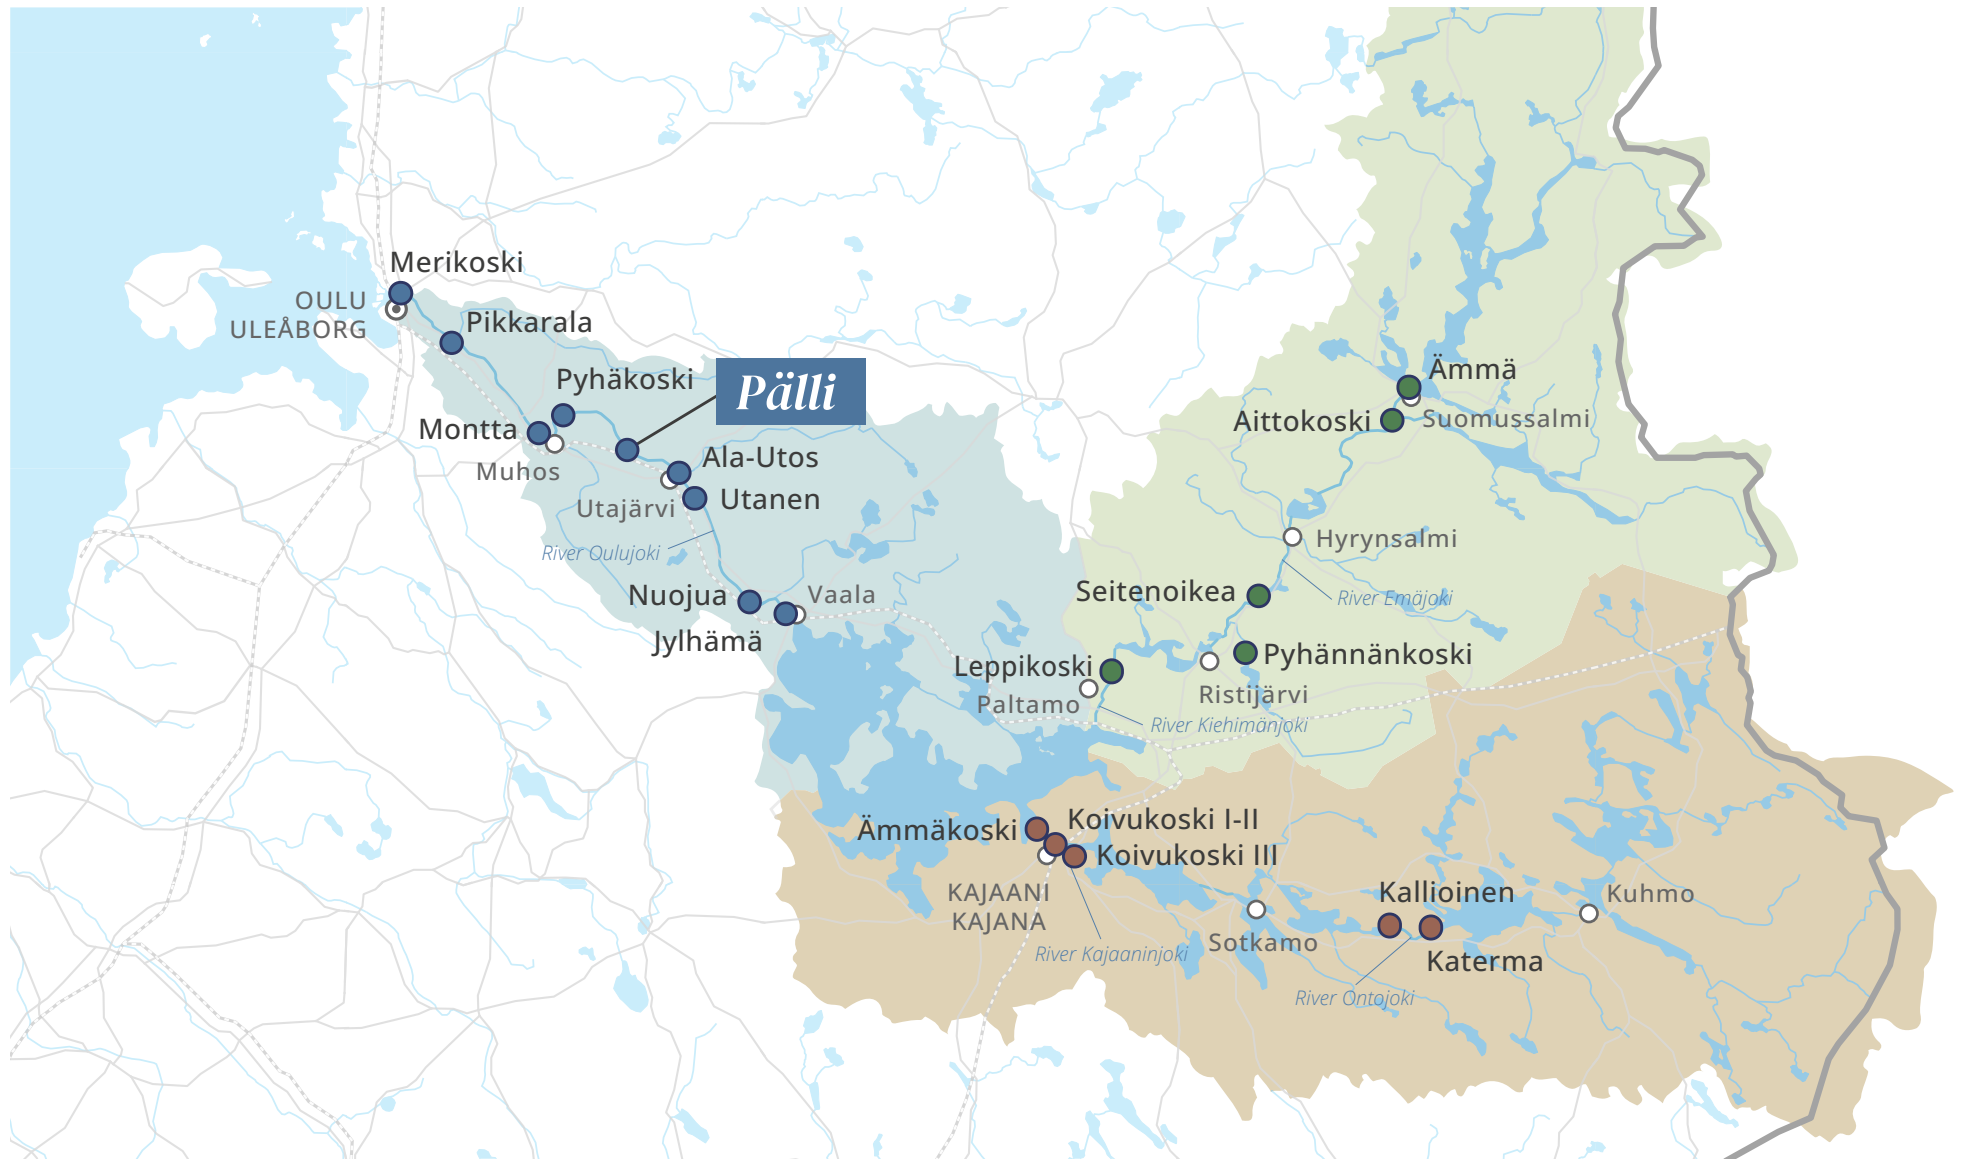 Merikoski
OULU
ULEÅBORG
Pikkarala
Pyhäkoski
Pälli
Montta
Muhos
Ala-Utos
Utanen
Utajärvi
River Oulujoki
Nuojua
Vaala
Jylhämä
Ämmä
Aittokoski
Suomussalmi
Hyrynsalmi
Seitenoikea
River Emäjoki
Leppikoski
Pyhännänkoski
Paltamo
Ristijärvi
River Kiehimänjoki
Ämmäkoski
Koivukoski I-II
Koivukoski III
KAJAANI
KAJANA
River Kajaaninjoki
Sotkamo
Kallioinen
Kuhmo
Katerma
River Ontojoki